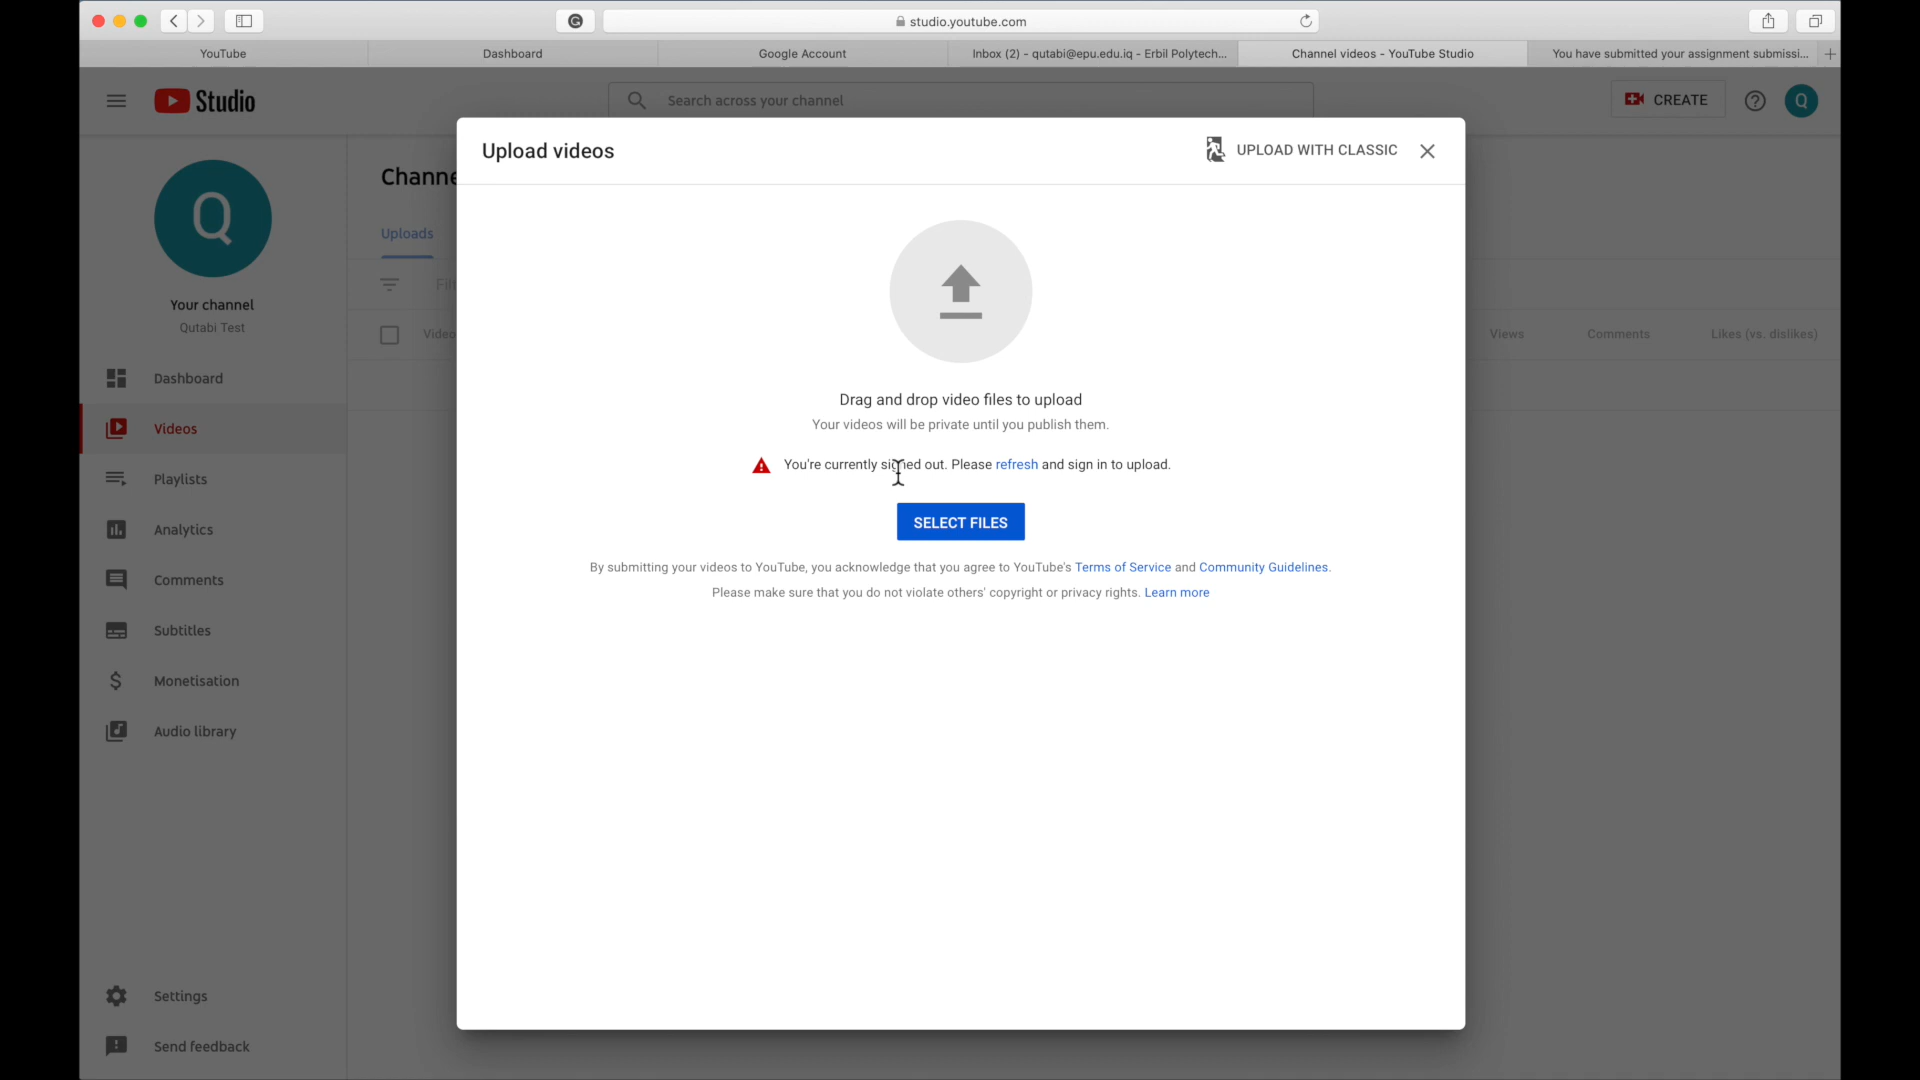 studio.youtube.com
YouTube
Dashboard
Google Account
Inbox (2) - qutabi@epu.edu.iq - Erbil Polytech...
Channel videos - YouTube Studio
You have submitted your assignment submissi...
Studio
Search across your channel
CREATE
Q
Upload videos
UPLOAD WITH CLASSIC
Q
Channe
Uploads
Your channel
Qutabi Test
Fil
Video
Views
Comments
Likes (vs. dislikes)
Drag and drop video files to upload
Your videos will be private until you publish them.
You're currently signed out. Please refresh and sign in to upload.
SELECT FILES
By submitting your videos to YouTube, you acknowledge that you agree to YouTube's Terms of Service and Community Guidelines.
Please make sure that you do not violate others' copyright or privacy rights. Learn more
Dashboard
Videos
Playlists
Analytics
Comments
Subtitles
Monetisation
Audio library
Settings
Send feedback